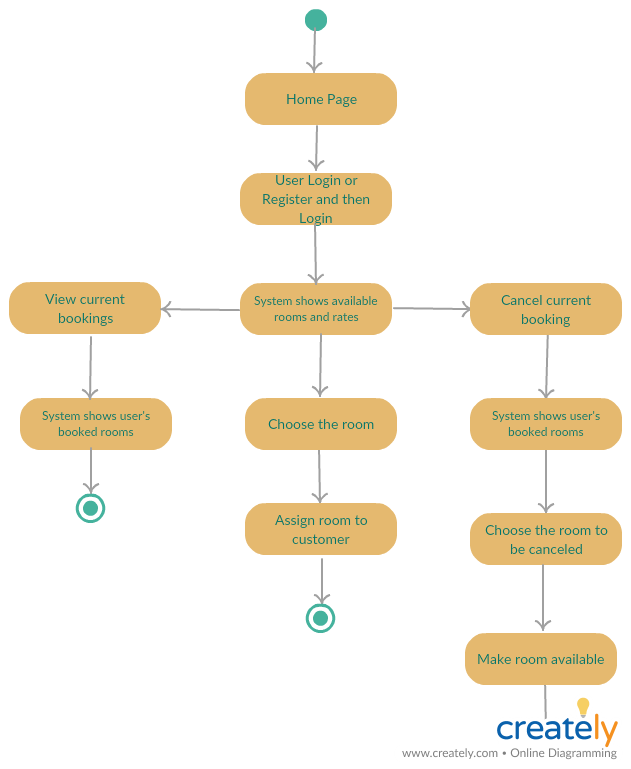 Home Page
User Login or
Register and then
Login
View current
bookings
System shows available
rooms and rates
Cancel current
booking
System shows user's
booked rooms
Choose the room
System shows user's
booked rooms
Assign room to
customer
Choose the room to
be canceled
Make room available
creately
www.creately.com • Online Diagramming